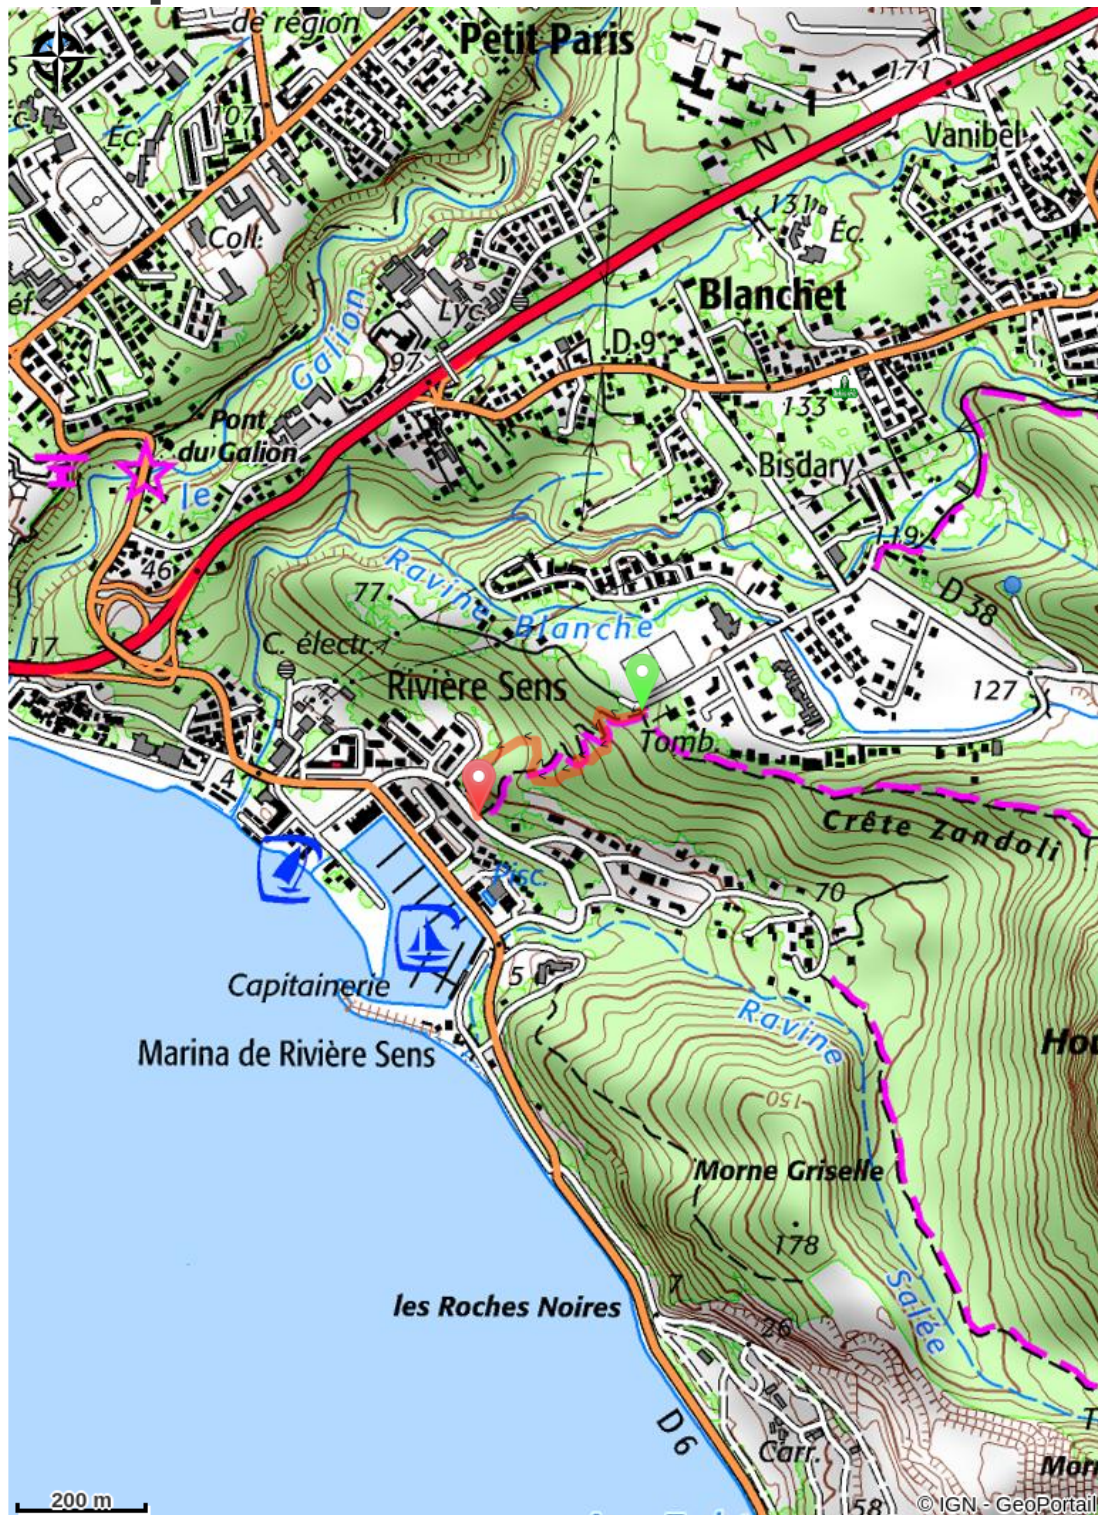 de région
Petit Paris
171
Vanibel
107
Ec.
N 1
131
Éc.
Coll.
Galion
Lyc.
Blanchet
D 9
97
133
Pont
du Galion
le
Bisdary
119
46
Ravine
Blanche
77
D 38
17
C. électr.
Rivière Sens
127
Tomb.
4
Crête Zandoli
Pisc.
70
5
Capitainerie
Ravine
Marina de Rivière Sens
150
Morne Griselle
178
7
les Roches Noires
26
Salée
D 6
Carr.
58
200 m
© IGN - GeoPortail